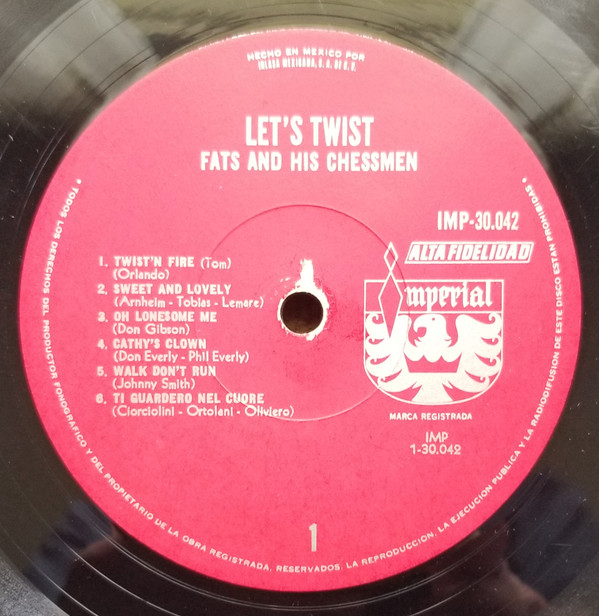 HECHO EN MEXICO POR
IREGSA MEXICANA, S. A. DE C. V.
LET'S TWIST
FATS AND HIS CHESSMEN
IMP-30.042
ALTA FIDELIDAD
Imperial
MARCA REGISTRADA
IMP
1-30.042
1. TWIST'N FIRE (Tom)
(Orlando)
2. SWEET AND LOVELY
(Arnheim - Tobias - Lemare)
3. OH LONESOME ME
(Don Gibson)
4. CATHY'S CLOWN
(Don Everly - Phil Everly)
5. WALK DON'T RUN
(Johnny Smith)
6. TI GUARDERO NEL CUORE
(Ciorciolini - Ortolani - Oliviero)
1
• TODOS LOS DERECHOS DEL PRODUCTOR FONOGRAFICO Y DEL PROPIETARIO DE LA OBRA REGISTRADA, RESERVADOS. LA REPRODUCCION, LA EJECUCION PUBLICA Y LA RADIODIFUSION DE ESTE DISCO ESTAN PROHIBIDAS •